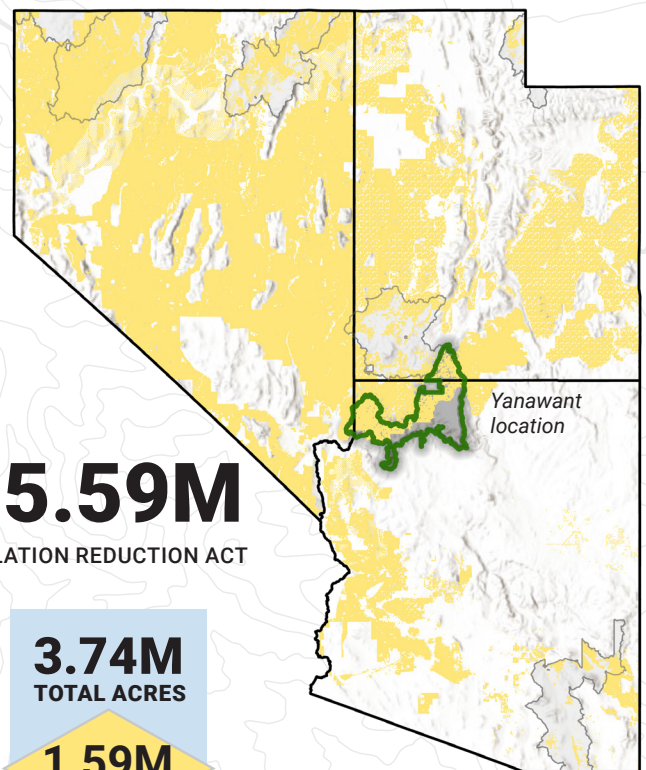 Yanawant
location
5.59M
LATION REDUCTION ACT
3.74M
TOTAL ACRES
1.59M